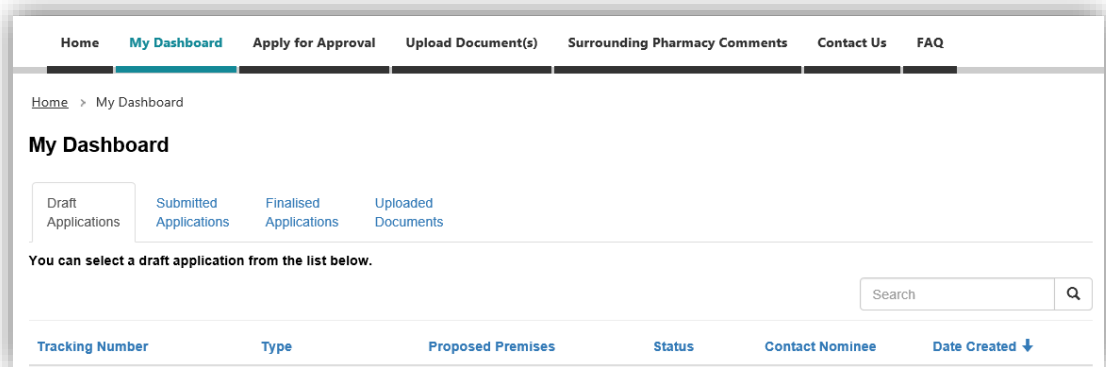 Home My Dashboard Apply for Approval Upload Document(s) Surrounding Pharmacy Comments Contact Us FAQ
Home > My Dashboard
My Dashboard
Draft Applications
Submitted Applications
Finalised Applications
Uploaded Documents
You can select a draft application from the list below.
Search
Tracking Number Type Proposed Premises Status Contact Nominee Date Created